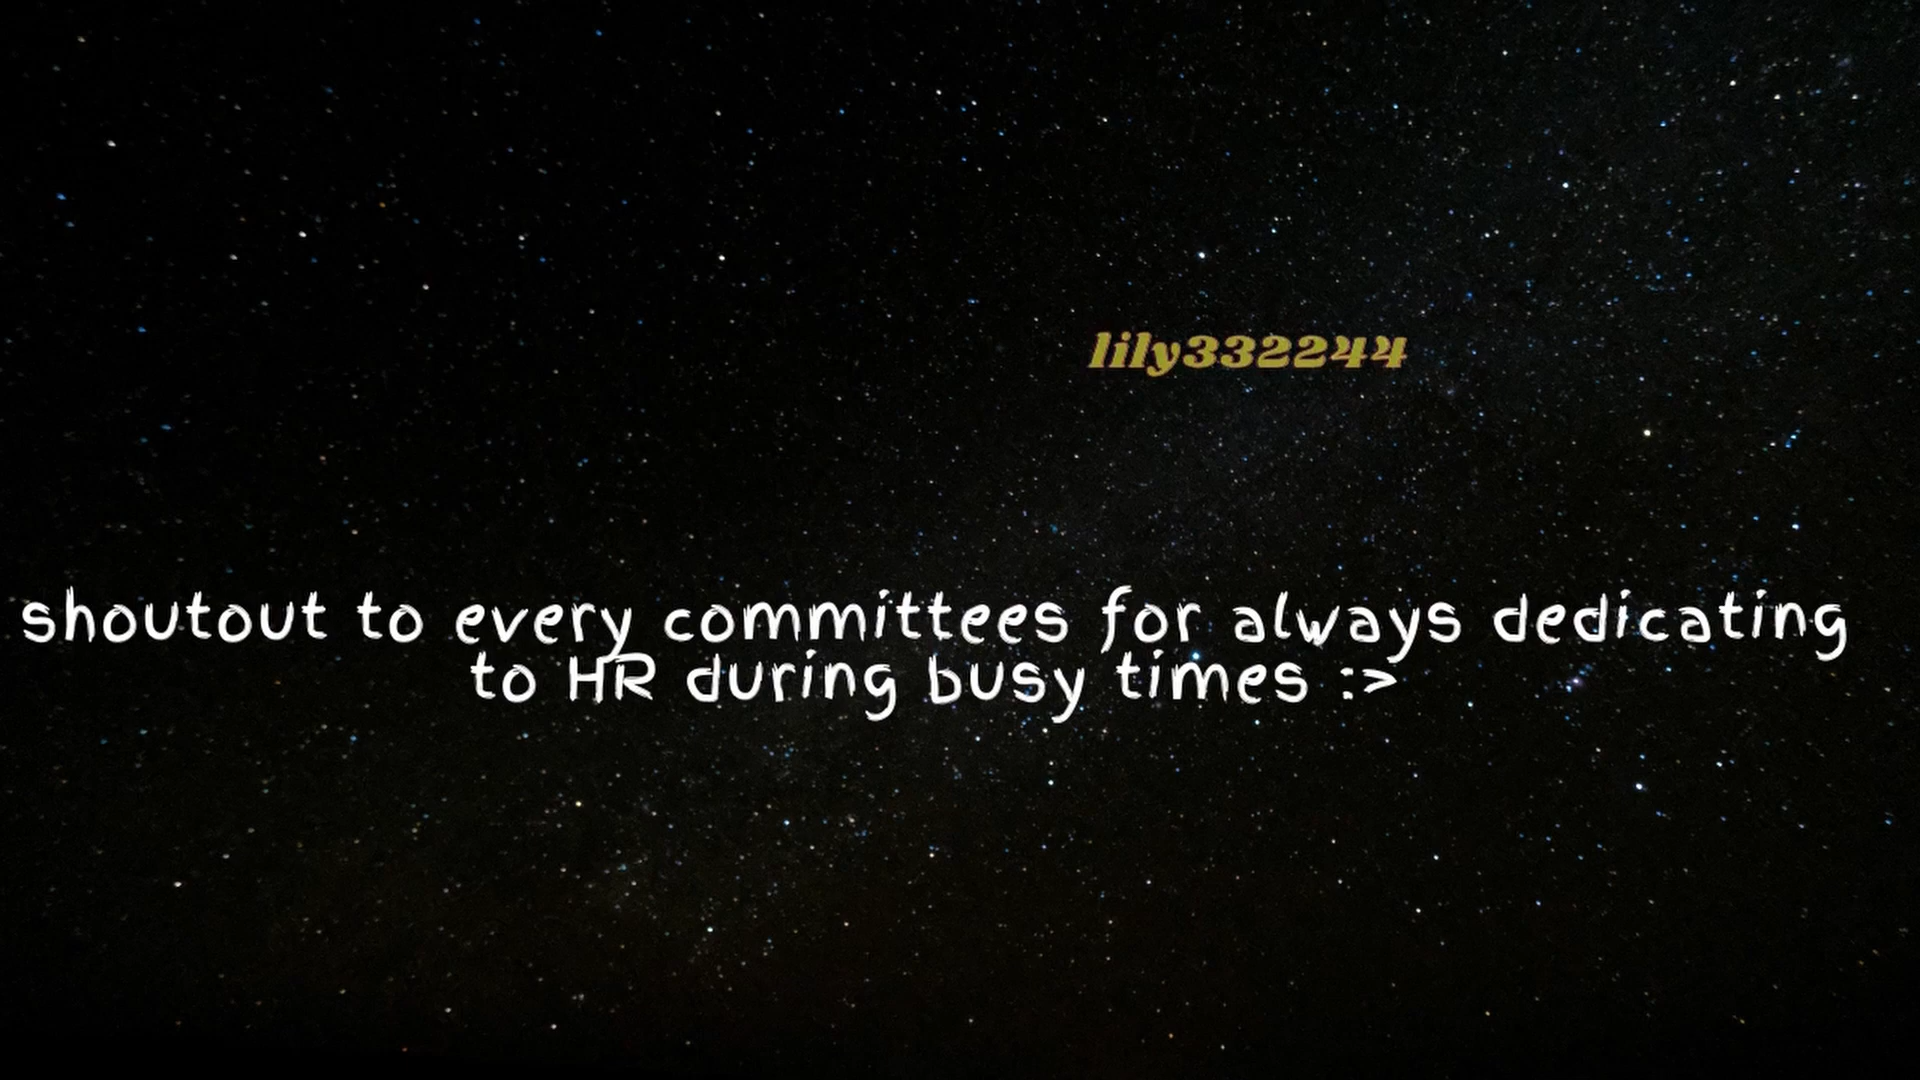 lily332244
shoutout to every committees for always dedicating
to HR during busy times :>